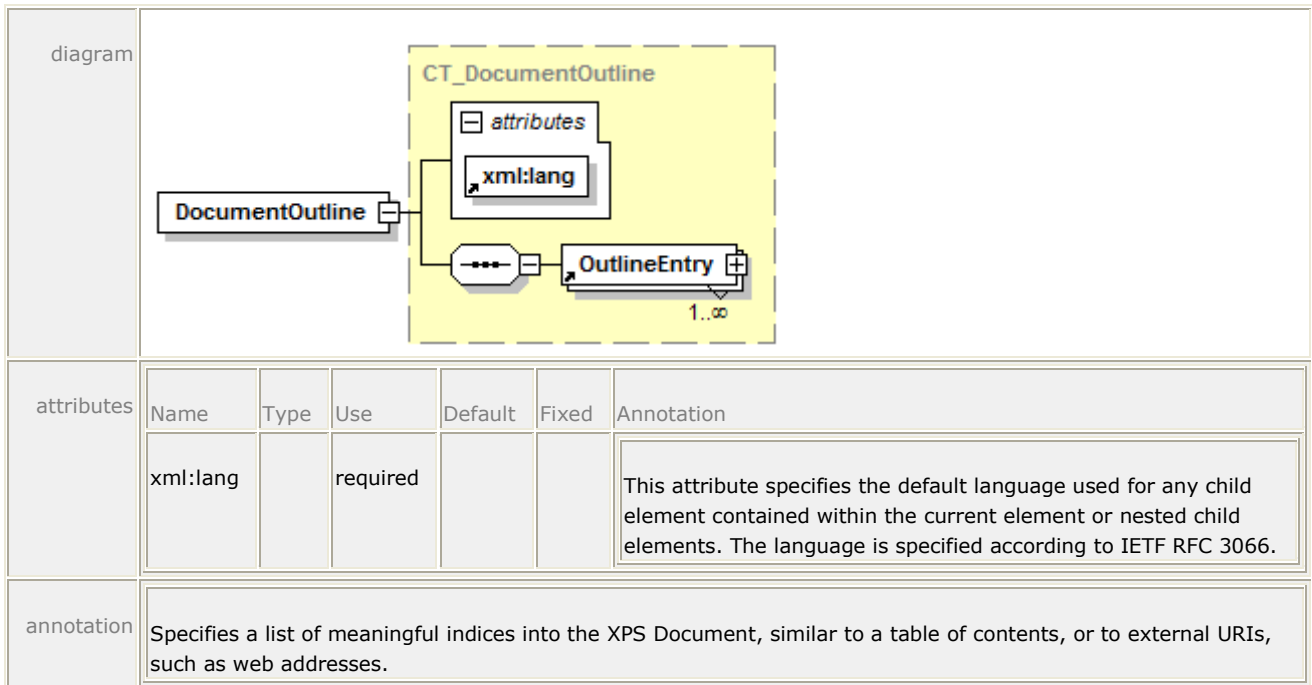 diagram
CT_DocumentOutline
attributes
xml:lang
DocumentOutline
OutlineEntry
1..∞
attributes
Name Type Use Default Fixed Annotation
xml:lang required This attribute specifies the default language used for any child
element contained within the current element or nested child
elements. The language is specified according to IETF RFC 3066.
annotation
Specifies a list of meaningful indices into the XPS Document, similar to a table of contents, or to external URIs,
such as web addresses.